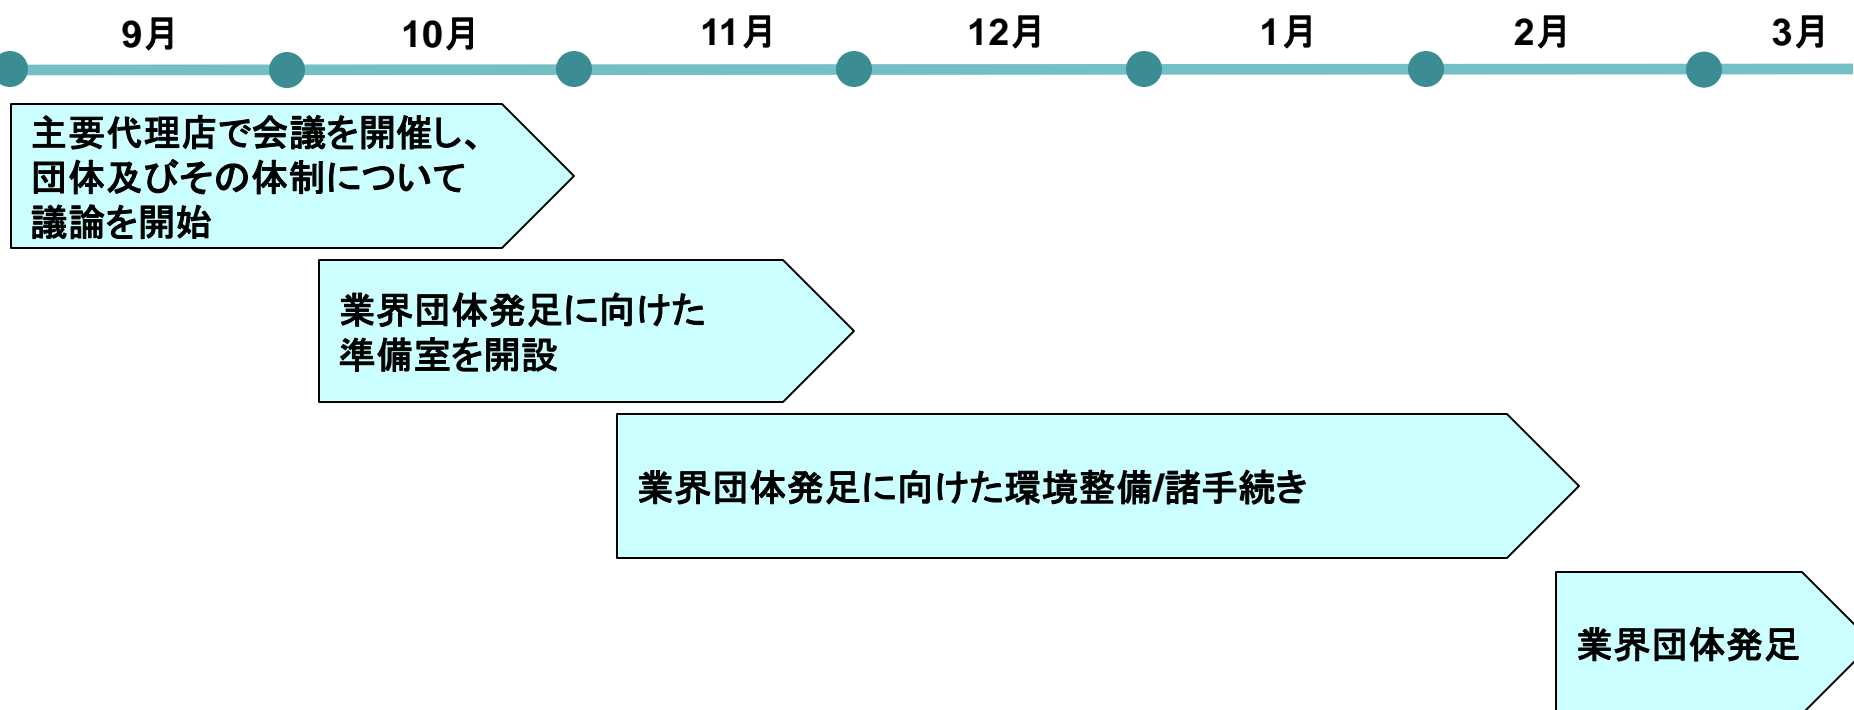 9月 10月 11月 12月 1月 2月 3月
主要代理店で会議を開催し、
団体及びその体制について
議論を開始
業界団体発足に向けた
準備室を開設
業界団体発足に向けた環境整備/諸手続き
業界団体発足